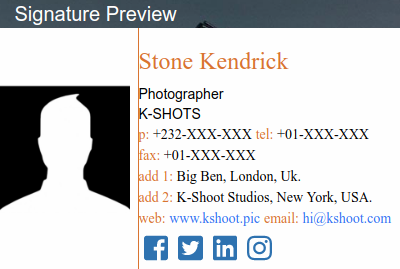 Signature Preview
Stone Kendrick
Photographer
K-SHOTS
p: +232-XXX-XXX tel: +01-XXX-XXX
fax: +01-XXX-XXX
add 1: Big Ben, London, Uk.
add 2: K-Shoot Studios, New York, USA.
web: www.kshoot.pic email: hi@kshoot.com